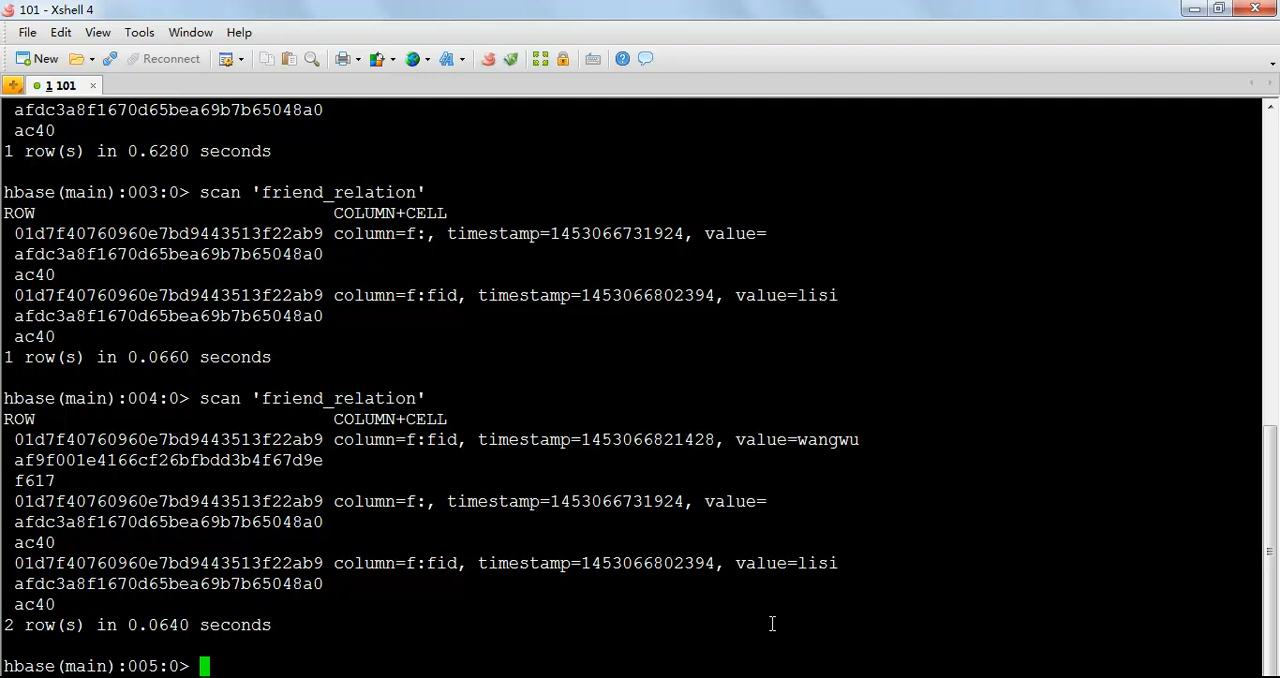 101 - Xshell 4
File Edit View Tools Window Help
New Reconnect
1 101
afdc3a8f1670d65bea69b7b65048a0
ac40
1 row(s) in 0.6280 seconds
hbase(main):003:0> scan 'friend_relation'
ROW COLUMN+CELL
01d7f40760960e7bd9443513f22ab9 column=f:, timestamp=1453066731924, value=
afdc3a8f1670d65bea69b7b65048a0
ac40
01d7f40760960e7bd9443513f22ab9 column=f:fid, timestamp=1453066802394, value=lisi
afdc3a8f1670d65bea69b7b65048a0
ac40
1 row(s) in 0.0660 seconds
hbase(main):004:0> scan 'friend_relation'
ROW COLUMN+CELL
01d7f40760960e7bd9443513f22ab9 column=f:fid, timestamp=1453066821428, value=wangwu
af9f001e4166cf26bfbdd3b4f67d9e
f617
01d7f40760960e7bd9443513f22ab9 column=f:, timestamp=1453066731924, value=
afdc3a8f1670d65bea69b7b65048a0
ac40
01d7f40760960e7bd9443513f22ab9 column=f:fid, timestamp=1453066802394, value=lisi
afdc3a8f1670d65bea69b7b65048a0
ac40
2 row(s) in 0.0640 seconds
hbase(main):005:0>